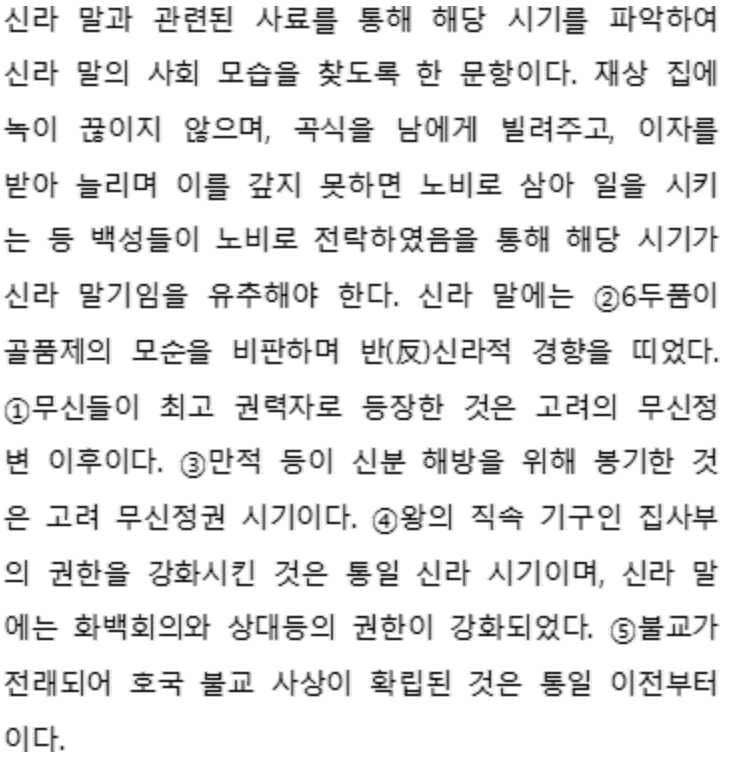 신라 말과 관련된 사료를 통해 해당 시기를 파악하여
신라 말의 사회 모습을 찾도록 한 문항이다. 재상 집에
녹이 끊이지 않으며, 곡식을 남에게 빌려주고, 이자를
받아 늘리며 이를 갚지 못하면 노비로 삼아 일을 시키
는 등 백성들이 노비로 전락하였음을 통해 해당 시기가
신라 말기임을 유추해야 한다. 신라 말에는 ②6두품이
골품제의 모순을 비판하며 반(反)신라적 경향을 띠었다.
①무신들이 최고 권력자로 등장한 것은 고려의 무신정
변 이후이다. ③만적 등이 신분 해방을 위해 봉기한 것
은 고려 무신정권 시기이다. ④왕의 직속 기구인 집사부
의 권한을 강화시킨 것은 통일 신라 시기이며, 신라 말
에는 화백회의와 상대등의 권한이 강화되었다. ⑤불교가
전래되어 호국 불교 사상이 확립된 것은 통일 이전부터
이다.